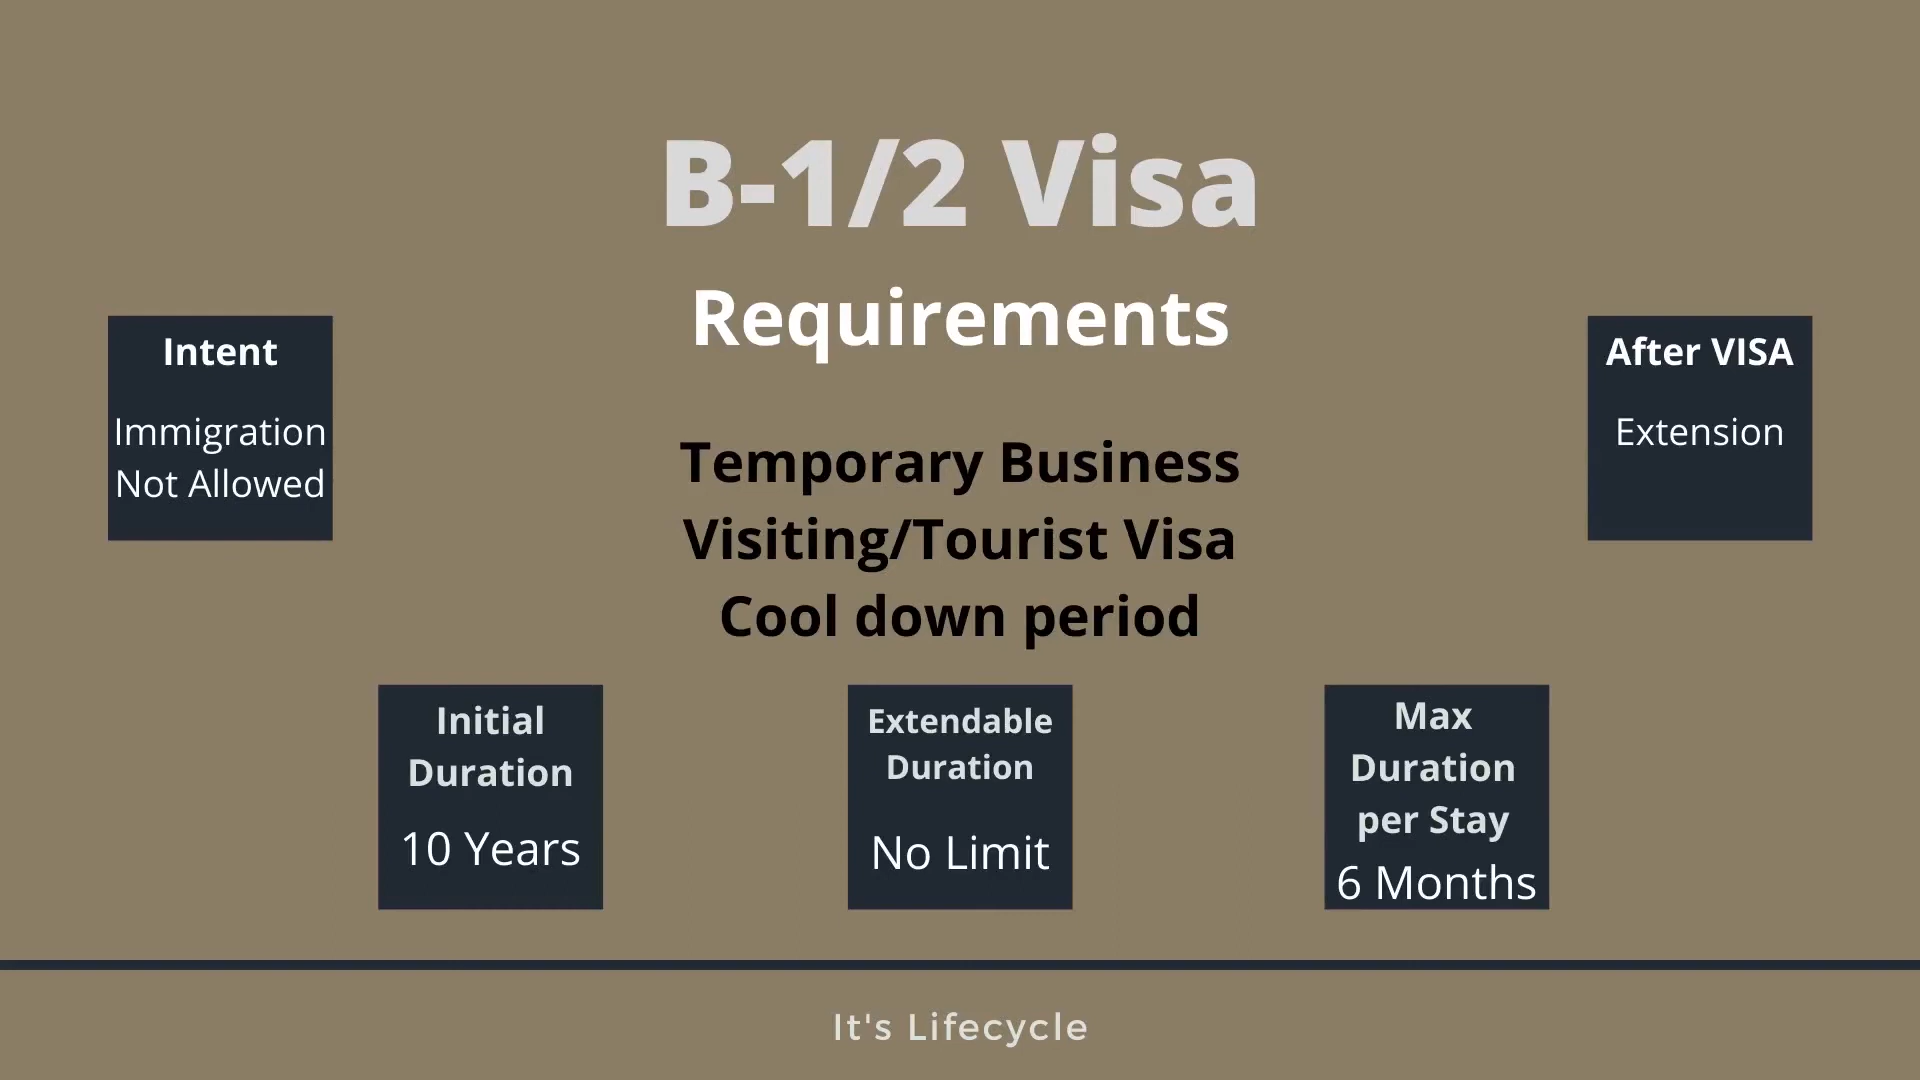 B-1/2 Visa
Requirements
Intent
Immigration
Not Allowed
After VISA
Extension
Temporary Business
Visiting/Tourist Visa
Cool down period
Initial
Duration
10 Years
Extendable
Duration
No Limit
Max
Duration
per Stay
6 Months
It's Lifecycle